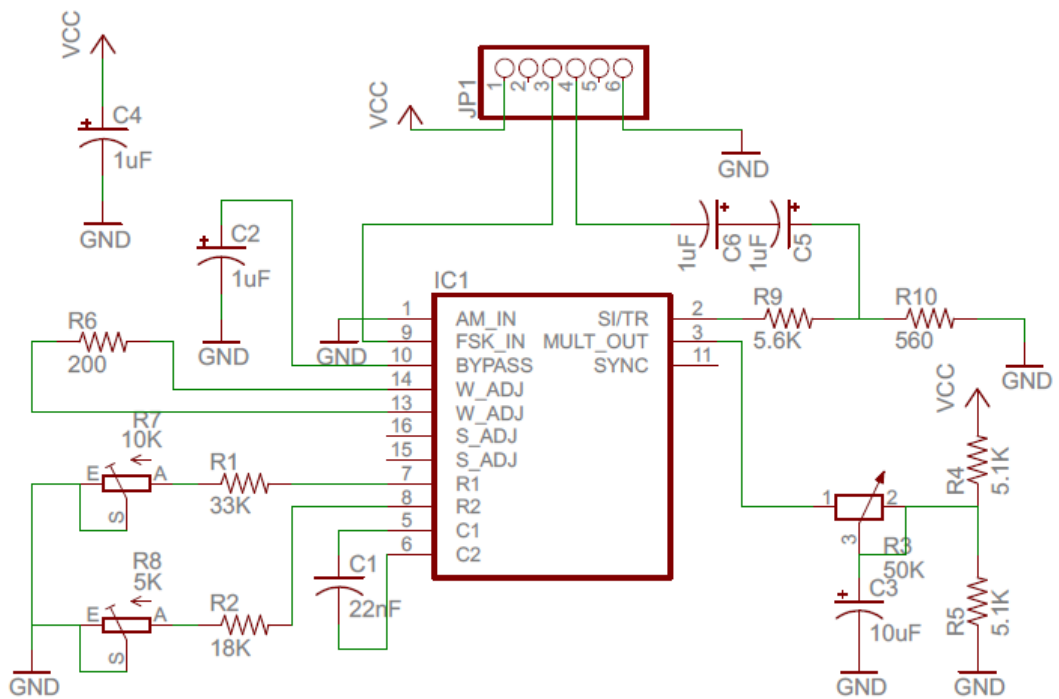 VCC
C4
1uF
GND
VCC
JP1
1
2
3
4
5
6
GND
C2
1uF
GND
1uF
C6
1uF
C5
IC1
1
AM_IN
9
FSK_IN
10
BYPASS
14
W_ADJ
13
W_ADJ
16
S_ADJ
15
S_ADJ
7
R1
8
R2
5
C1
6
C2
SI/TR
2
MULT_OUT
3
SYNC
11
GND
R6
200
R7
10K
E
A
S
R1
33K
R8
5K
E
A
S
R2
18K
GND
C1
22nF
R9
5.6K
R10
560
GND
VCC
R4
5.1K
1
2
3
R3
50K
C3
10uF
GND
R5
5.1K
GND